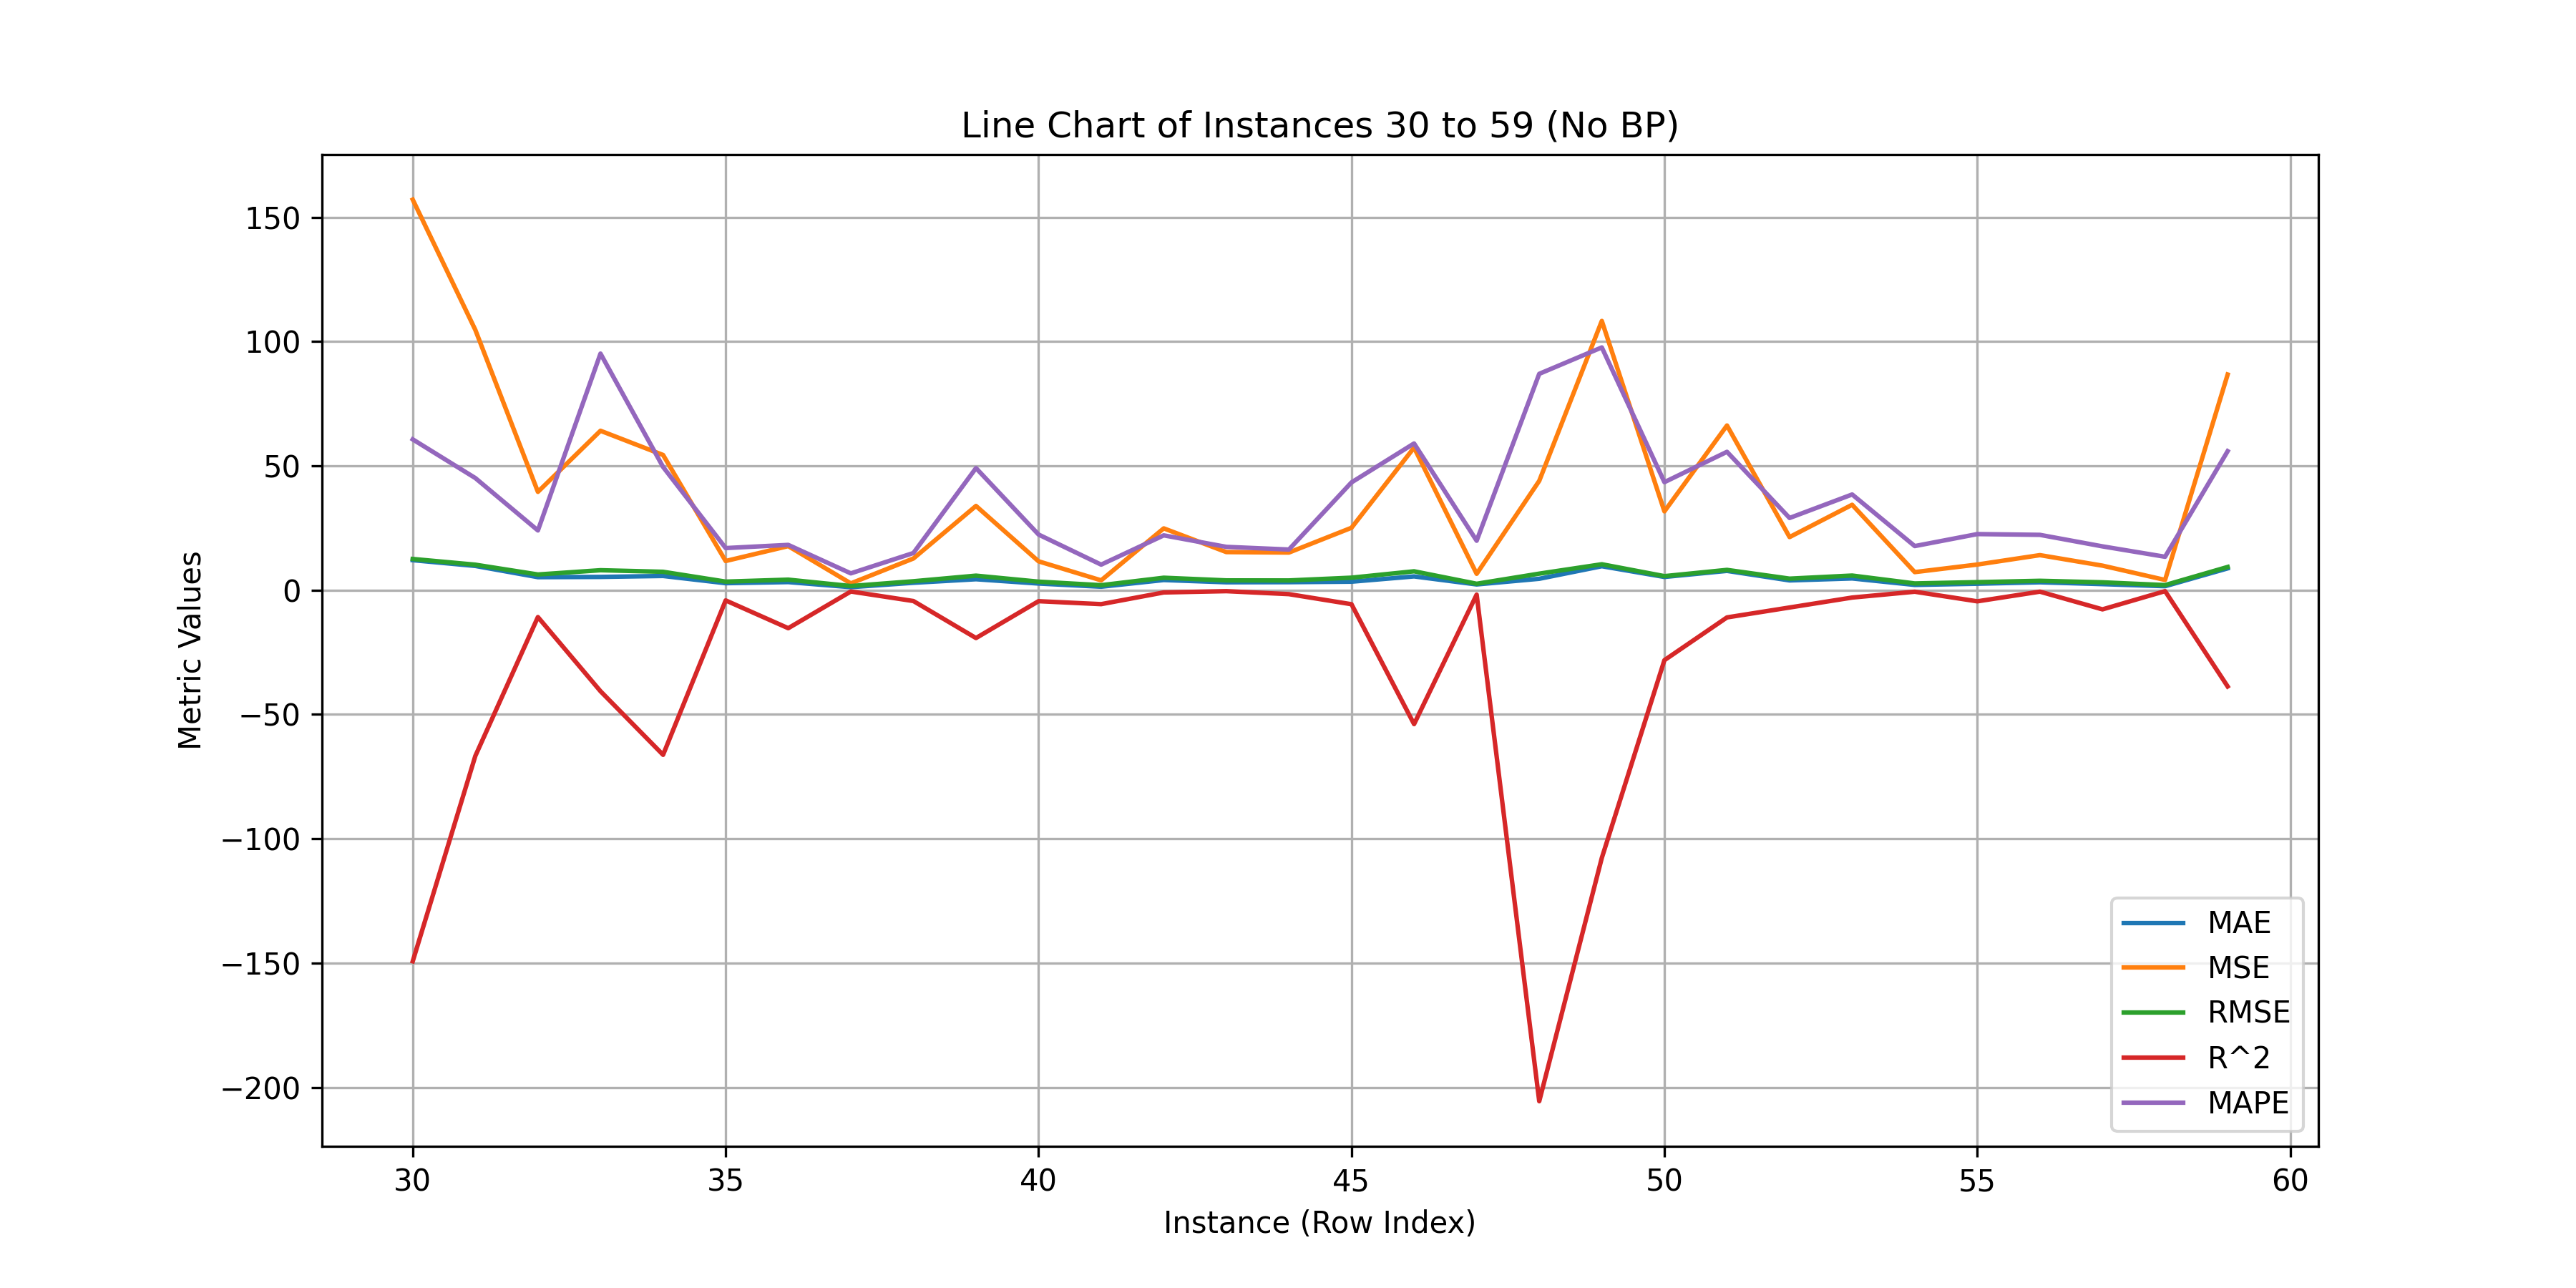 Line Chart of Instances 30 to 59 (No BP)
150
100
50
0
−50
−100
−150
−200
Metric Values
30 35 40 45 50 55 60
Instance (Row Index)
MAE
MSE
RMSE
R^2
MAPE